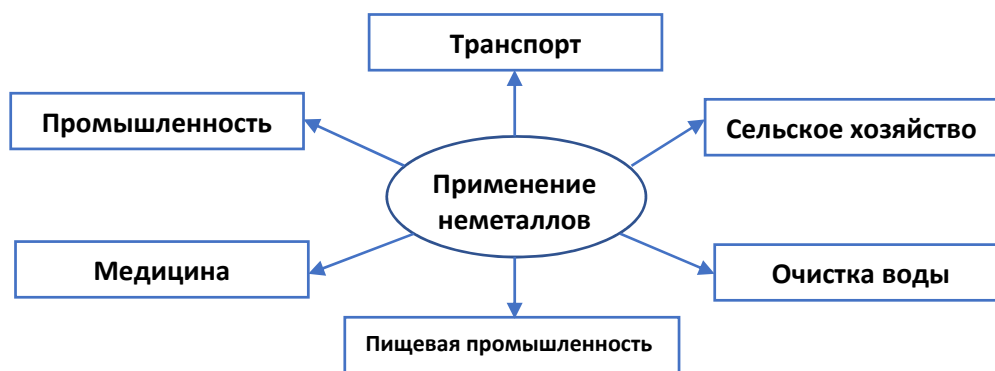 Транспорт
Промышленность
Сельское хозяйство
Применение
неметаллов
Медицина
Очистка воды
Пищевая промышленность